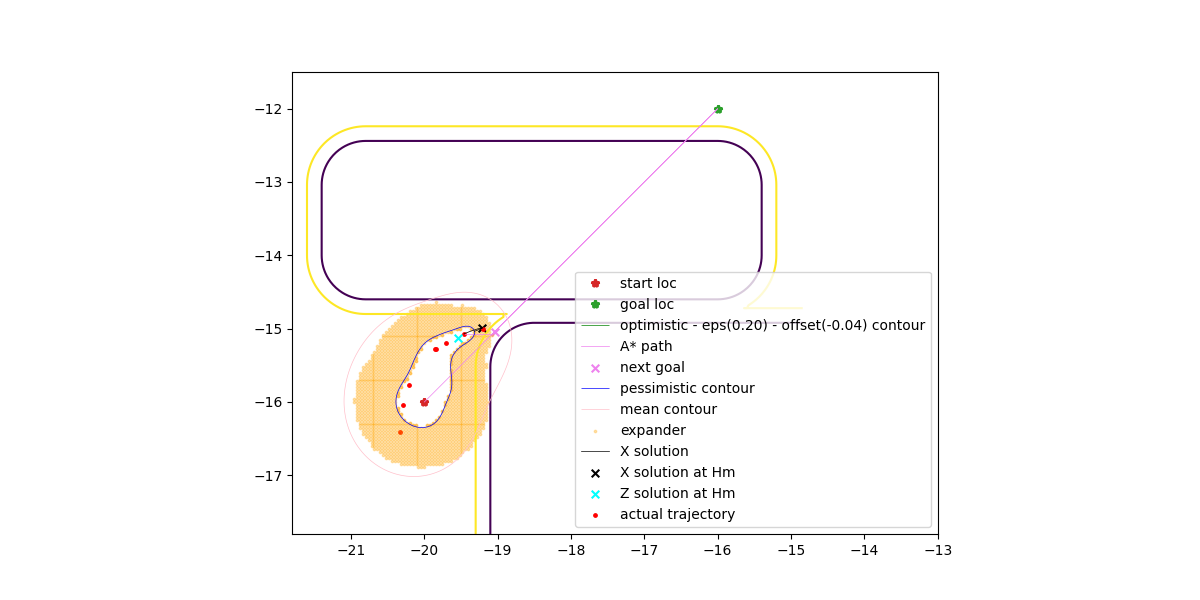 −12
−13
−14
−15
−16
−17
start loc
goal loc
optimistic - eps(0.20) - offset(-0.04) contour
A* path
next goal
pessimistic contour
mean contour
expander
X solution
X solution at Hm
Z solution at Hm
actual trajectory
−21 −20 −19 −18 −17 −16 −15 −14 −13